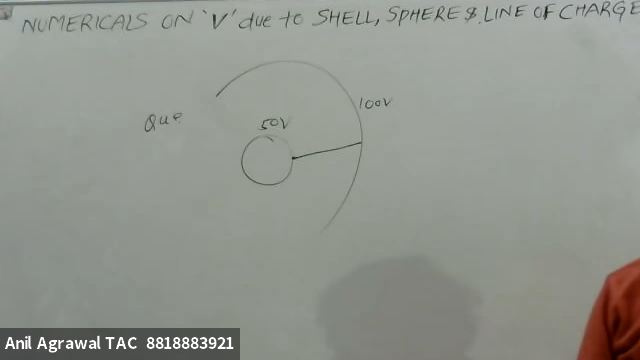 NUMERICALS ON 'V' due to SHELL, SPHERE & LINE OF CHARGE
Que
50V
100V
Anil Agrawal TAC 8818883921